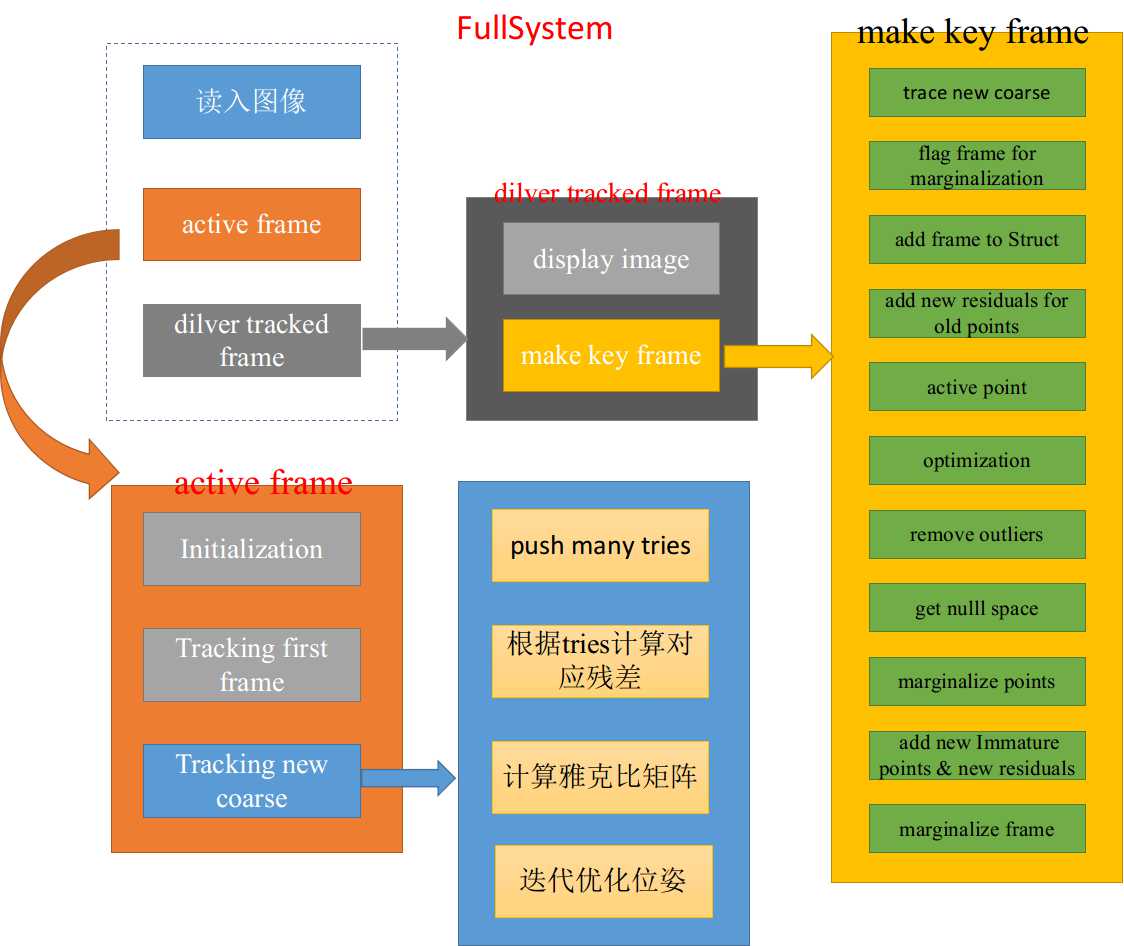 FullSystem
读入图像
active frame
dilver tracked
frame
dilver tracked frame
display image
make key frame
make key frame
trace new coarse
flag frame for
marginalization
add frame to Struct
add new residuals for
old points
active point
optimization
remove outliers
get nulll space
marginalize points
add new Immature
points & new residuals
marginalize frame
active frame
Initialization
Tracking first
frame
Tracking new
coarse
push many tries
根据tries计算对
应残差
计算雅克比矩阵
迭代优化位姿